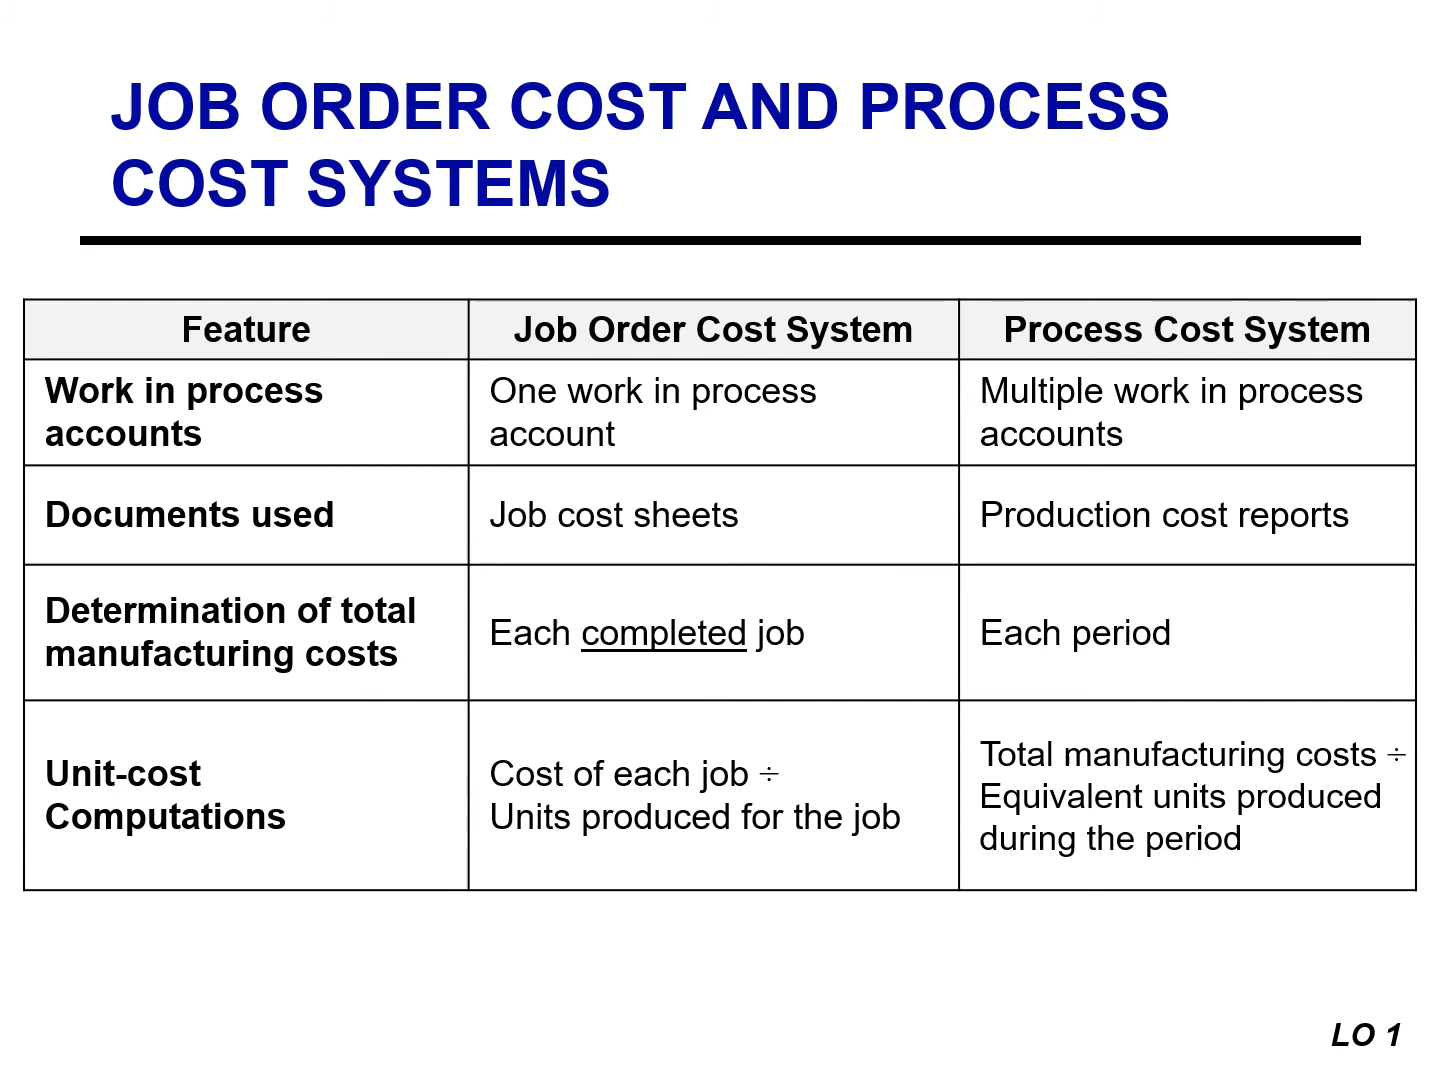 JOB ORDER COST AND PROCESS
COST SYSTEMS
Feature
Job Order Cost System
Process Cost System
Work in process
accounts
One work in process
account
Multiple work in process
accounts
Documents used
Job cost sheets
Production cost reports
Determination of total
manufacturing costs
Each completed job
Each period
Unit-cost
Computations
Cost of each job ÷
Units produced for the job
Total manufacturing costs ÷
Equivalent units produced
during the period
LO 1